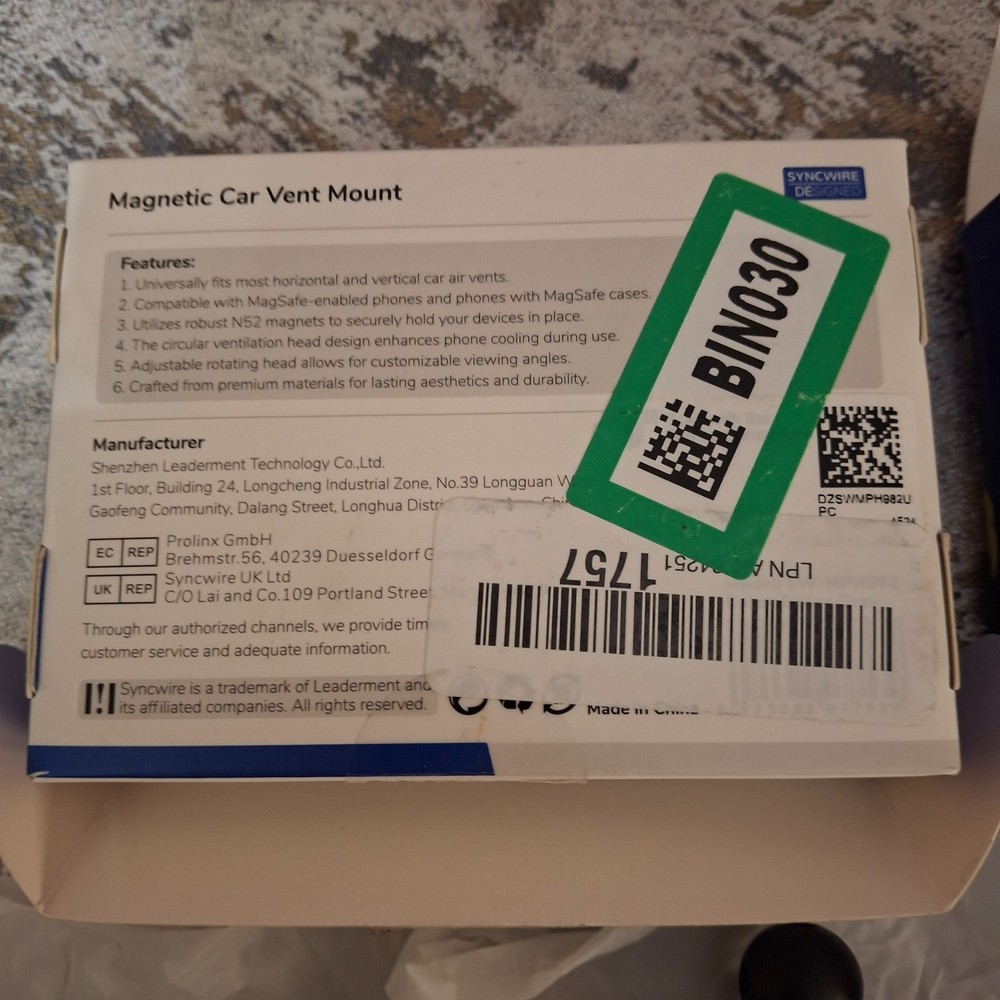 Magnetic Car Vent Mount
SYNCWIRE
DESIGNED
Features:
1. Universally fits most horizontal and vertical car air vents.
2. Compatible with MagSafe-enabled phones and phones with MagSafe cases.
3. Utilizes robust N52 magnets to securely hold your devices in place.
4. The circular ventilation head design enhances phone cooling during use.
5. Adjustable rotating head allows for customizable viewing angles.
6. Crafted from premium materials for lasting aesthetics and durability.
BIN030
Manufacturer
Shenzhen Leaderment Technology Co.,Ltd.
1st Floor, Building 24, Longcheng Industrial Zone, No.39 Longguan W
Gaofeng Community, Dalang Street, Longhua Distri
DZSWMPH982U
PC
EC REP
Prolinx GmbH
Brehmstr.56, 40239 Duesseldorf G
UK REP
Syncwire UK Ltd
C/O Lai and Co.109 Portland Street
LPN
1757
Through our authorized channels, we provide tim
customer service and adequate information.
Syncwire is a trademark of Leaderment and
its affiliated companies. All rights reserved.
Made in China